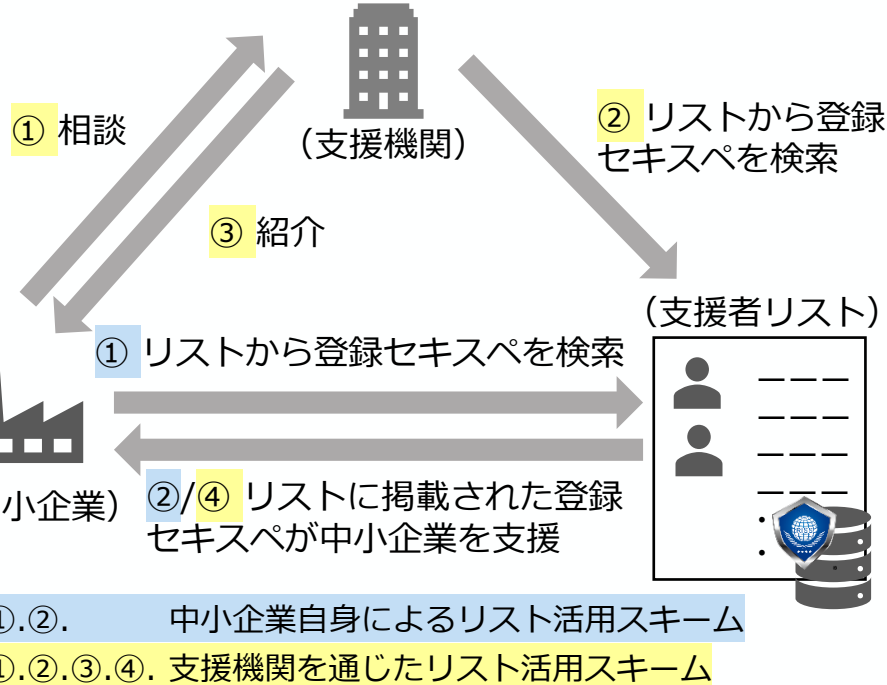 ① 相談
（支援機関）
② リストから登録
セキスペを検索
③ 紹介
（支援者リスト）
① リストから登録セキスペを検索
小企業）
②/④ リストに掲載された登録
セキスペが中小企業を支援
①.②. 中小企業自身によるリスト活用スキーム
①.②.③.④. 支援機関を通じたリスト活用スキーム